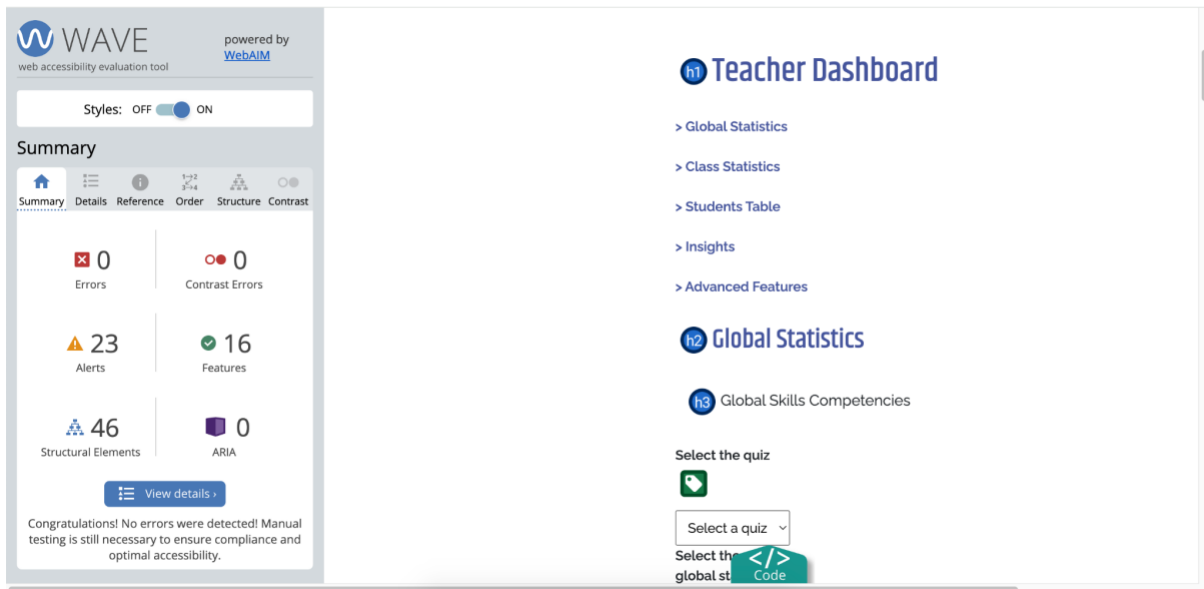 WAVE
web accessibility evaluation tool
powered by
WebAIM
Styles: OFF ON
Summary
Summary Details Reference Order Structure Contrast
0
Errors
0
Contrast Errors
23
Alerts
16
Features
46
Structural Elements
0
ARIA
View details ›
Congratulations! No errors were detected! Manual
testing is still necessary to ensure compliance and
optimal accessibility.
h1 Teacher Dashboard
> Global Statistics
> Class Statistics
> Students Table
> Insights
> Advanced Features
h2 Global Statistics
h3 Global Skills Competencies
Select the quiz
Select a quiz
Select the
global st
</>
Code